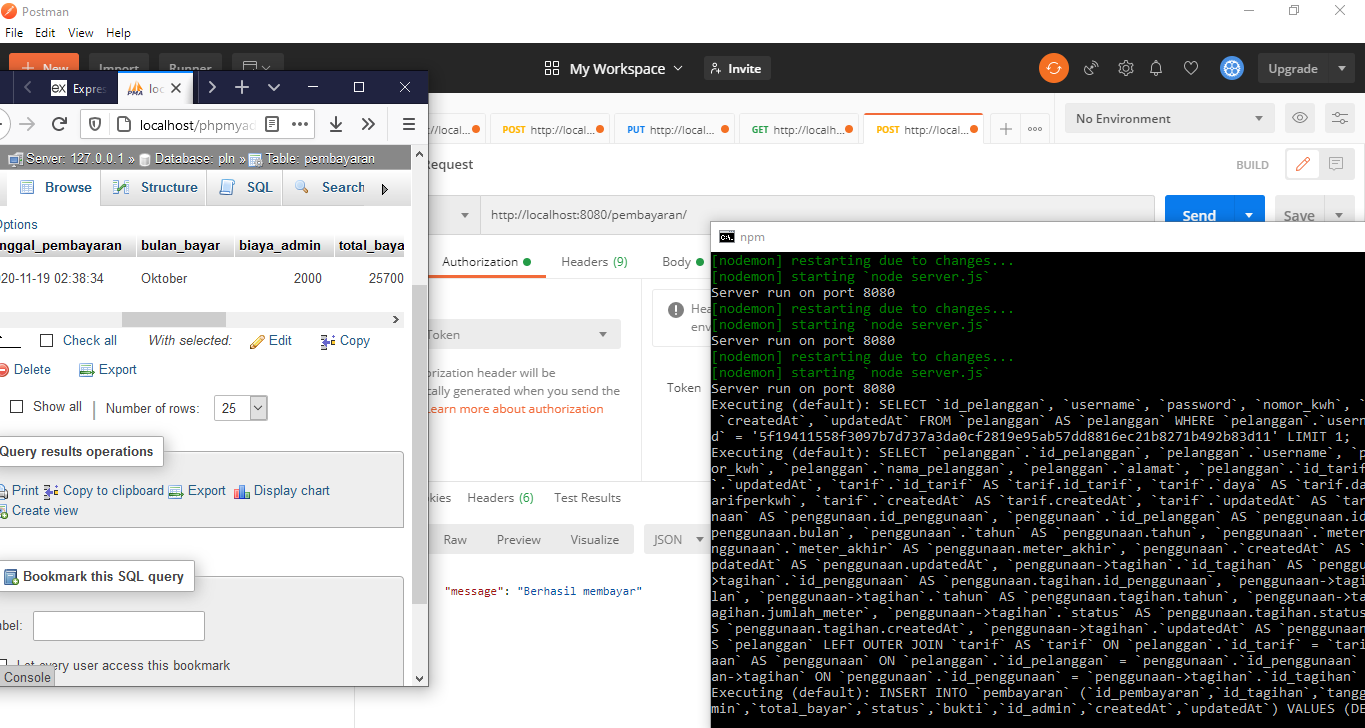 Postman
File Edit View Help
New Import Runner
My Workspace
Invite
Upgrade
Expres
loc
localhost/phpmyad
://local...
POST http://local...
PUT http://local...
GET http://localh...
POST http://local...
No Environment
Server: 127.0.0.1 » Database: pln » Table: pembayaran
Request
BUILD
Browse Structure SQL Search
http://localhost:8080/pembayaran/
Send Save
ptions
nggal_pembayaran bulan_bayar biaya_admin total_baya
20-11-19 02:38:34 Oktober 2000 25700
Authorization Headers (9) Body
Check all With selected: Edit Copy
Delete Export
Show all Number of rows: 25
Query results operations
Print Copy to clipboard Export Display chart
Create view
Bookmark this SQL query
abel:
Let every user access this bookmark
Console
Token
orization header will be
cally generated when you send the
earn more about authorization
Hea
env
Token
kies Headers (6) Test Results
Raw Preview Visualize JSON
"message": "Berhasil membayar"
npm
[nodemon] restarting due to changes...
[nodemon] starting `node server.js`
Server run on port 8080
[nodemon] restarting due to changes...
[nodemon] starting `node server.js`
Server run on port 8080
[nodemon] restarting due to changes...
[nodemon] starting `node server.js`
Server run on port 8080
Executing (default): SELECT `id_pelanggan`, `username`, `password`, `nomor_kwh`, `
`createdAt`, `updatedAt` FROM `pelanggan` AS `pelanggan` WHERE `pelanggan`.`usern
d` = '5f19411558f3097b7d737a3da0cf2819e95ab57dd8816ec21b8271b492b83d11' LIMIT 1;
Executing (default): SELECT `pelanggan`.`id_pelanggan`, `pelanggan`.`username`, `p
or_kwh`, `pelanggan`.`nama_pelanggan`, `pelanggan`.`alamat`, `pelanggan`.`id_tarif
`.`updatedAt`, `tarif`.`id_tarif` AS `tarif.id_tarif`, `tarif`.`daya` AS `tarif.da
arifperkwh`, `tarif`.`createdAt` AS `tarif.createdAt`, `tarif`.`updatedAt` AS `tar
naan` AS `penggunaan.id_penggunaan`, `penggunaan`.`id_pelanggan` AS `penggunaan.id
penggunaan.bulan`, `penggunaan`.`tahun` AS `penggunaan.tahun`, `penggunaan`.`meter
nggunaan`.`meter_akhir` AS `penggunaan.meter_akhir`, `penggunaan`.`createdAt` AS `
pdatedAt` AS `penggunaan.updatedAt`, `penggunaan->tagihan`.`id_tagihan` AS `penggu
>tagihan`.`id_penggunaan` AS `penggunaan.tagihan.id_penggunaan`, `penggunaan->tagi
lan`, `penggunaan->tagihan`.`tahun` AS `penggunaan.tagihan.tahun`, `penggunaan->ta
agihan.jumlah_meter`, `penggunaan->tagihan`.`status` AS `penggunaan.tagihan.status
S `penggunaan.tagihan.createdAt`, `penggunaan->tagihan`.`updatedAt` AS `penggunaan
S `pelanggan` LEFT OUTER JOIN `tarif` AS `tarif` ON `pelanggan`.`id_tarif` = `tari
aan` AS `penggunaan` ON `pelanggan`.`id_pelanggan` = `penggunaan`.`id_penggunaan`
an->tagihan` ON `penggunaan`.`id_penggunaan` = `penggunaan->tagihan`.`id_tagihan`
Executing (default): INSERT INTO `pembayaran` (`id_pembayaran`,`id_tagihan`,`tangg
min`,`total_bayar`,`status`,`bukti`,`id_admin`,`createdAt`,`updatedAt`) VALUES (DE